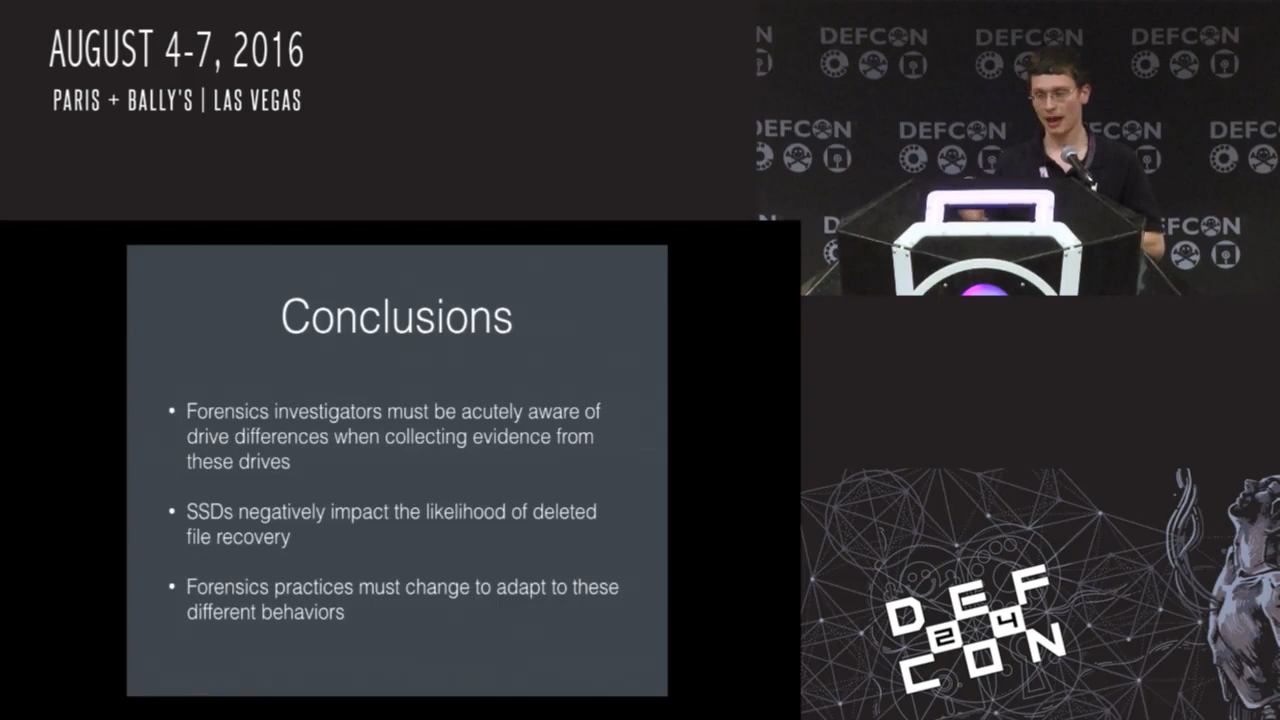 AUGUST 4-7, 2016
PARIS + BALLY'S | LAS VEGAS
DEFCON DEFCON DEFCON
DEFCON DEFCON DEFC
Conclusions
• Forensics investigators must be acutely aware of
drive differences when collecting evidence from
these drives
• SSDs negatively impact the likelihood of deleted
file recovery
• Forensics practices must change to adapt to these
different behaviors
DEF
24
CON